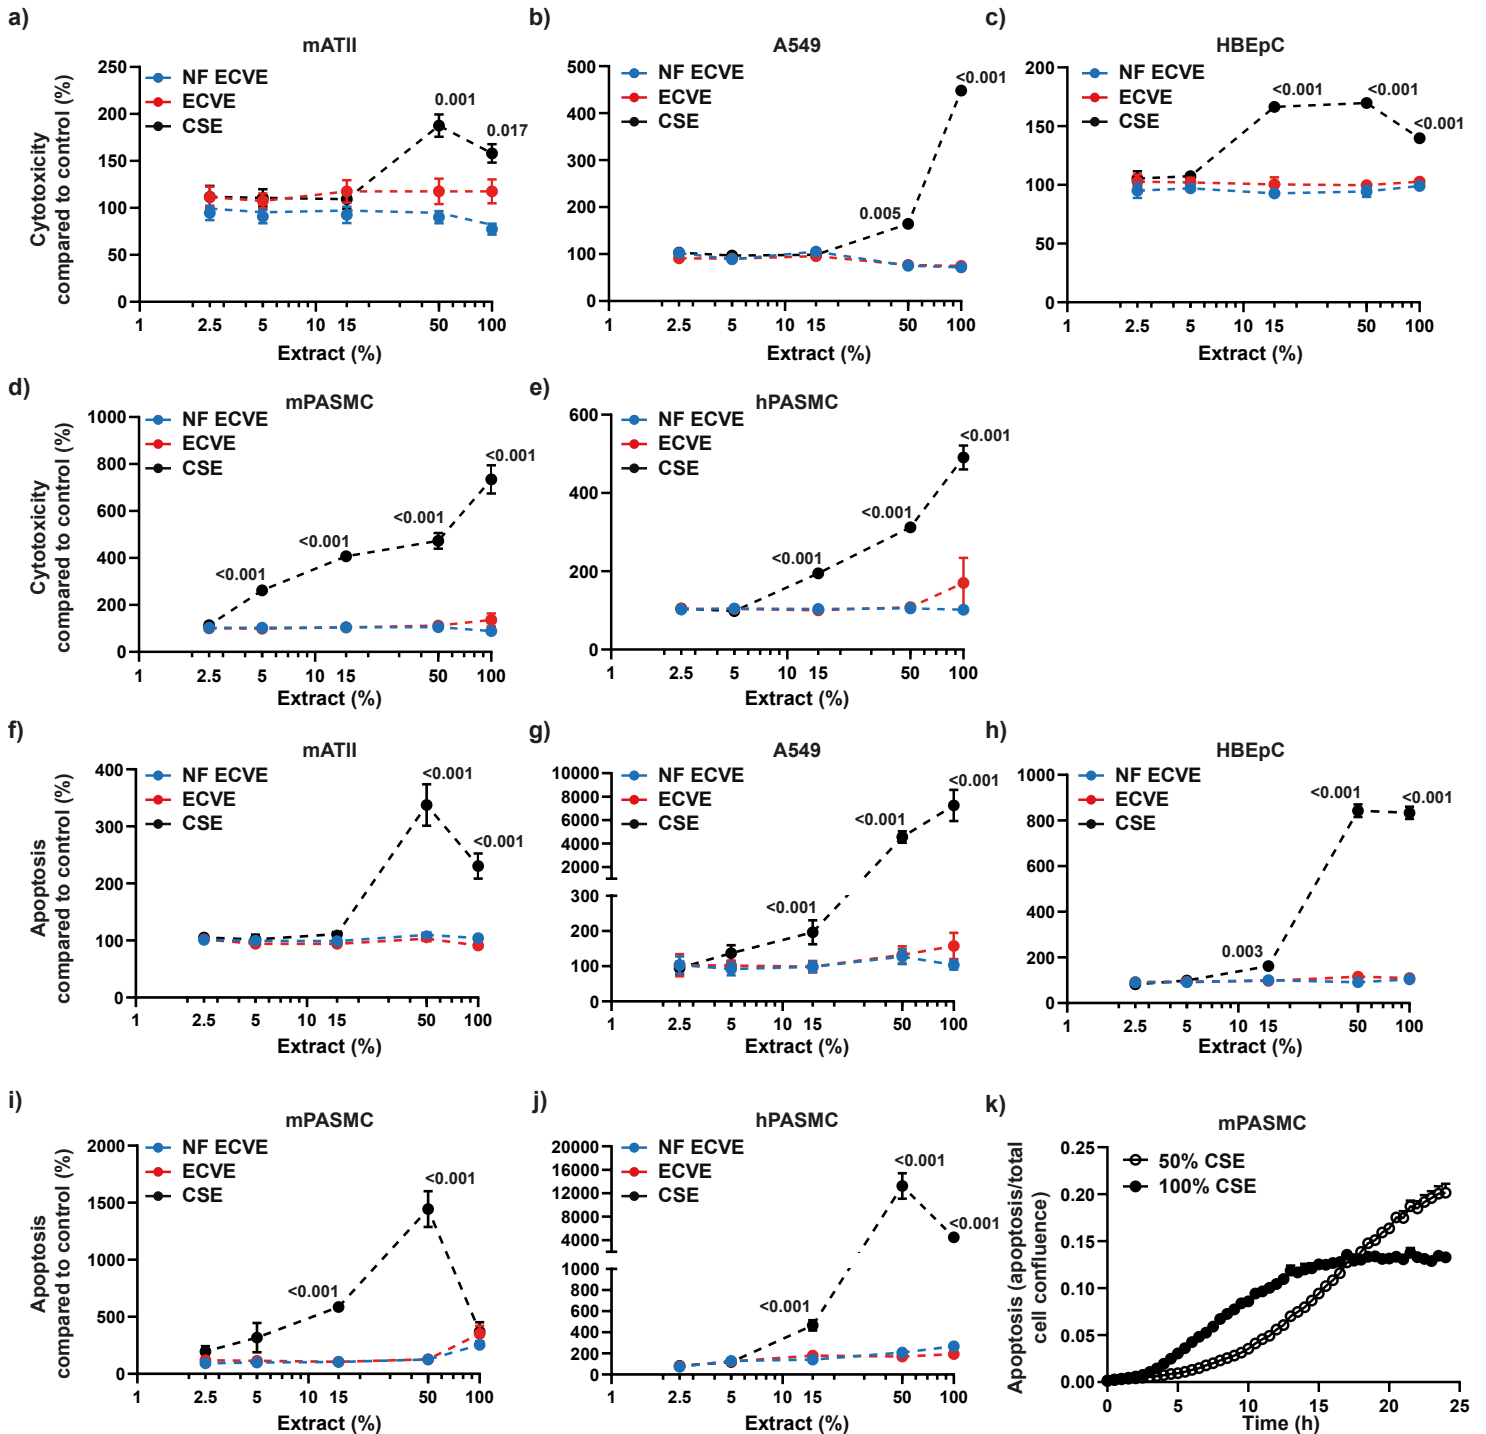 a)
mATII
Cytotoxicity
compared to control (%)
250
200
150
100
50
0
NF ECVE
ECVE
CSE
0.001
0.017
1
2.5
5
10
15
50
100
Extract (%)
b)
A549
500
400
300
200
100
0
NF ECVE
ECVE
CSE
0.005
<0.001
1
2.5
5
10
15
50
100
Extract (%)
c)
HBEpC
200
150
100
50
0
NF ECVE
ECVE
CSE
<0.001
<0.001
<0.001
1
2.5
5
10
15
50
100
Extract (%)
d)
mPASMC
Cytotoxicity
compared to control (%)
1000
800
600
400
200
0
NF ECVE
ECVE
CSE
<0.001
<0.001
<0.001
<0.001
1
2.5
5
10
15
50
100
Extract (%)
e)
hPASMC
600
400
200
0
NF ECVE
ECVE
CSE
<0.001
<0.001
<0.001
1
2.5
5
10
15
50
100
Extract (%)
f)
mATII
Apoptosis
compared to control (%)
400
300
200
100
0
NF ECVE
ECVE
CSE
<0.001
<0.001
1
2.5
5
10
15
50
100
Extract (%)
g)
A549
10000
8000
6000
4000
2000
300
200
100
0
NF ECVE
ECVE
CSE
<0.001
<0.001
<0.001
1
2.5
5
10
15
50
100
Extract (%)
h)
HBEpC
1000
800
600
400
200
0
NF ECVE
ECVE
CSE
0.003
<0.001
<0.001
1
2.5
5
10
15
50
100
Extract (%)
i)
mPASMC
Apoptosis
compared to control (%)
2000
1500
1000
500
0
NF ECVE
ECVE
CSE
<0.001
<0.001
1
2.5
5
10
15
50
100
Extract (%)
j)
hPASMC
20000
16000
12000
8000
4000
1000
800
600
400
200
0
NF ECVE
ECVE
CSE
<0.001
<0.001
<0.001
1
2.5
5
10
15
50
100
Extract (%)
k)
mPASMC
Apoptosis (apoptosis/total
cell confluence)
0.25
0.20
0.15
0.10
0.05
0.00
50% CSE
100% CSE
0
5
10
15
20
25
Time (h)